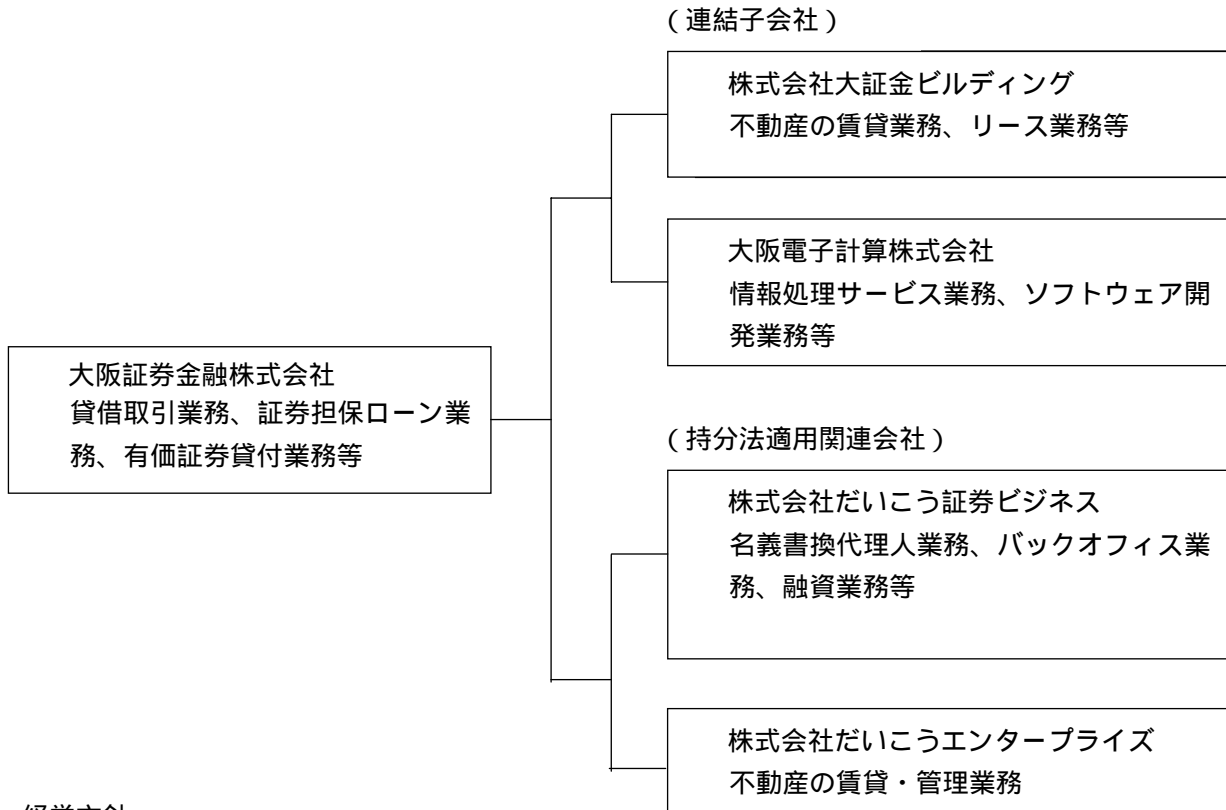 (連結子会社)
株式会社大証金ビルディング
不動産の賃貸業務、リース業務等
大阪電子計算株式会社
情報処理サービス業務、ソフトウェア開
発業務等
大阪証券金融株式会社
貸借取引業務、証券担保ローン業
務、有価証券貸付業務等
(持分法適用関連会社)
株式会社だいこう証券ビジネス
名義書換代理人業務、バックオフィス業
務、融資業務等
株式会社だいこうエンタープライズ
不動産の賃貸・管理業務